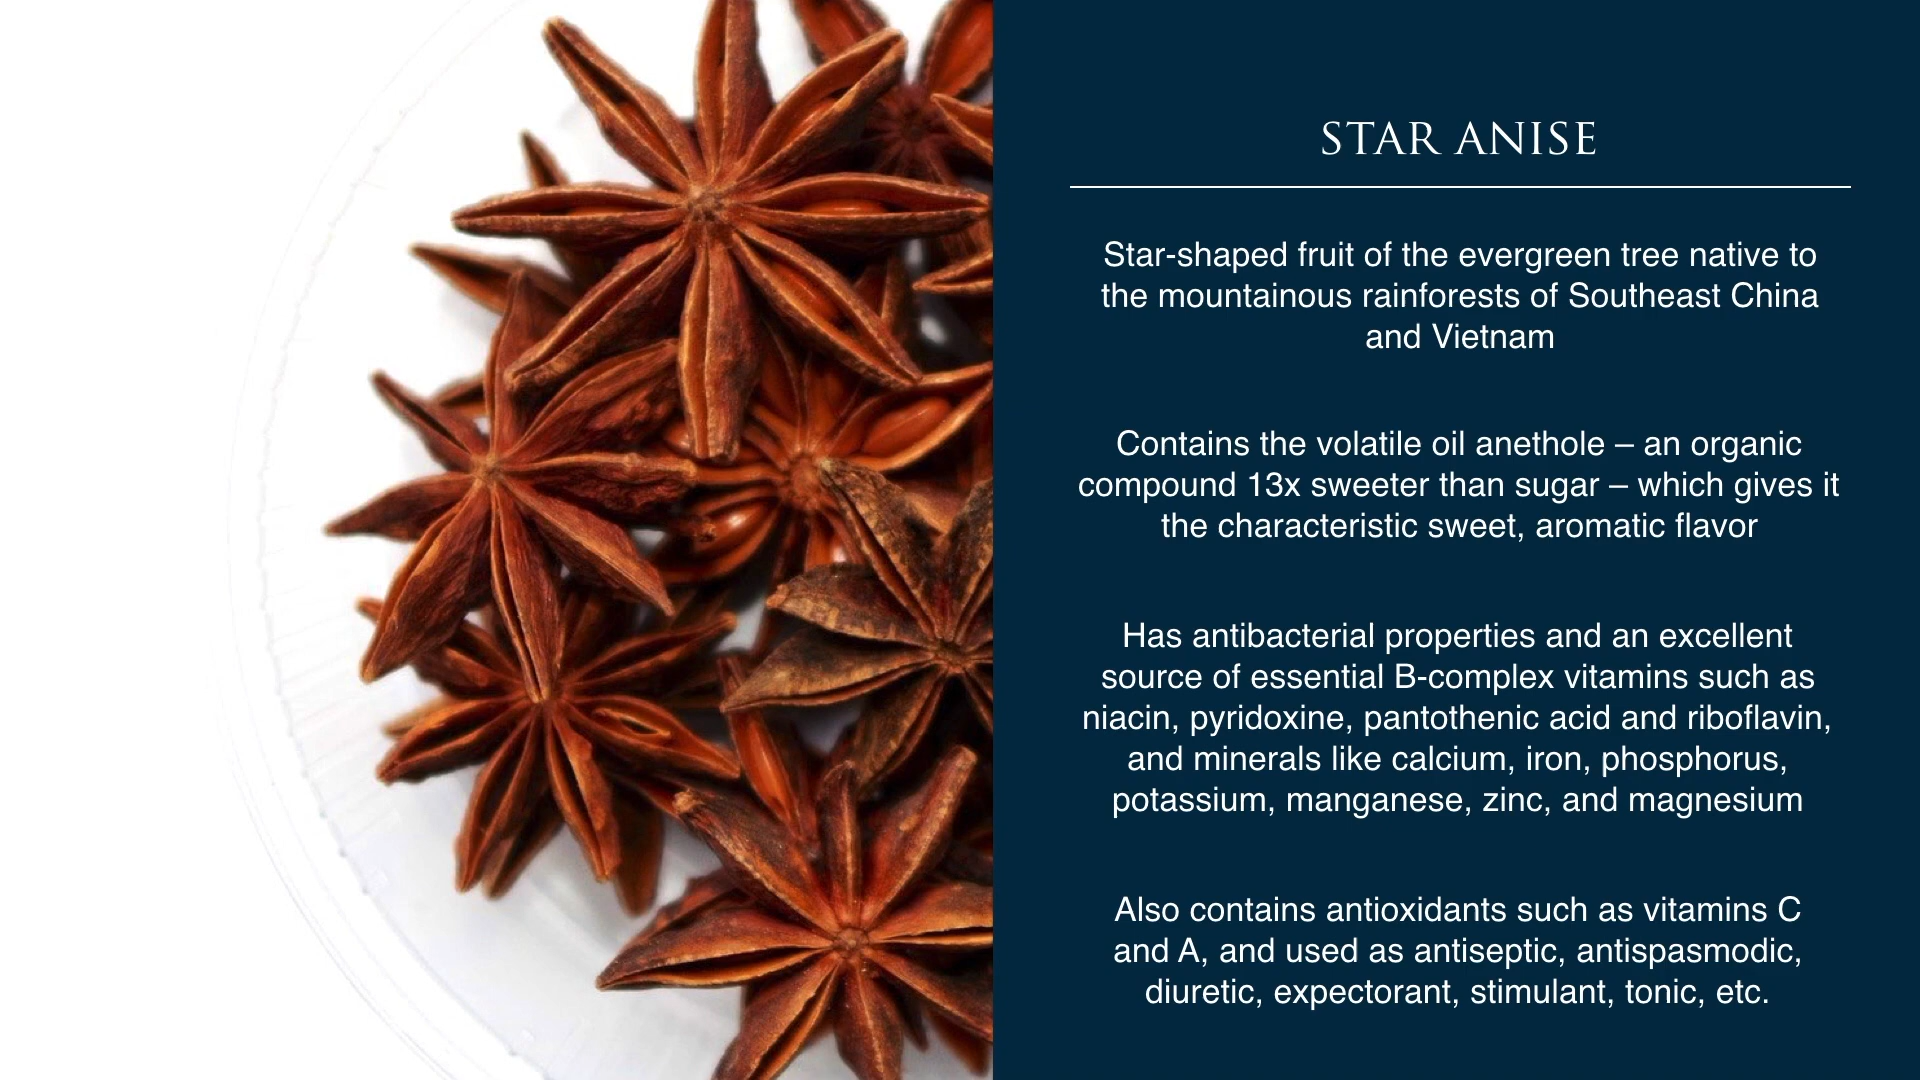 STAR ANISE
Star-shaped fruit of the evergreen tree native to
the mountainous rainforests of Southeast China
and Vietnam
Contains the volatile oil anethole – an organic
compound 13x sweeter than sugar – which gives it
the characteristic sweet, aromatic flavor
Has antibacterial properties and an excellent
source of essential B-complex vitamins such as
niacin, pyridoxine, pantothenic acid and riboflavin,
and minerals like calcium, iron, phosphorus,
potassium, manganese, zinc, and magnesium
Also contains antioxidants such as vitamins C
and A, and used as antiseptic, antispasmodic,
diuretic, expectorant, stimulant, tonic, etc.